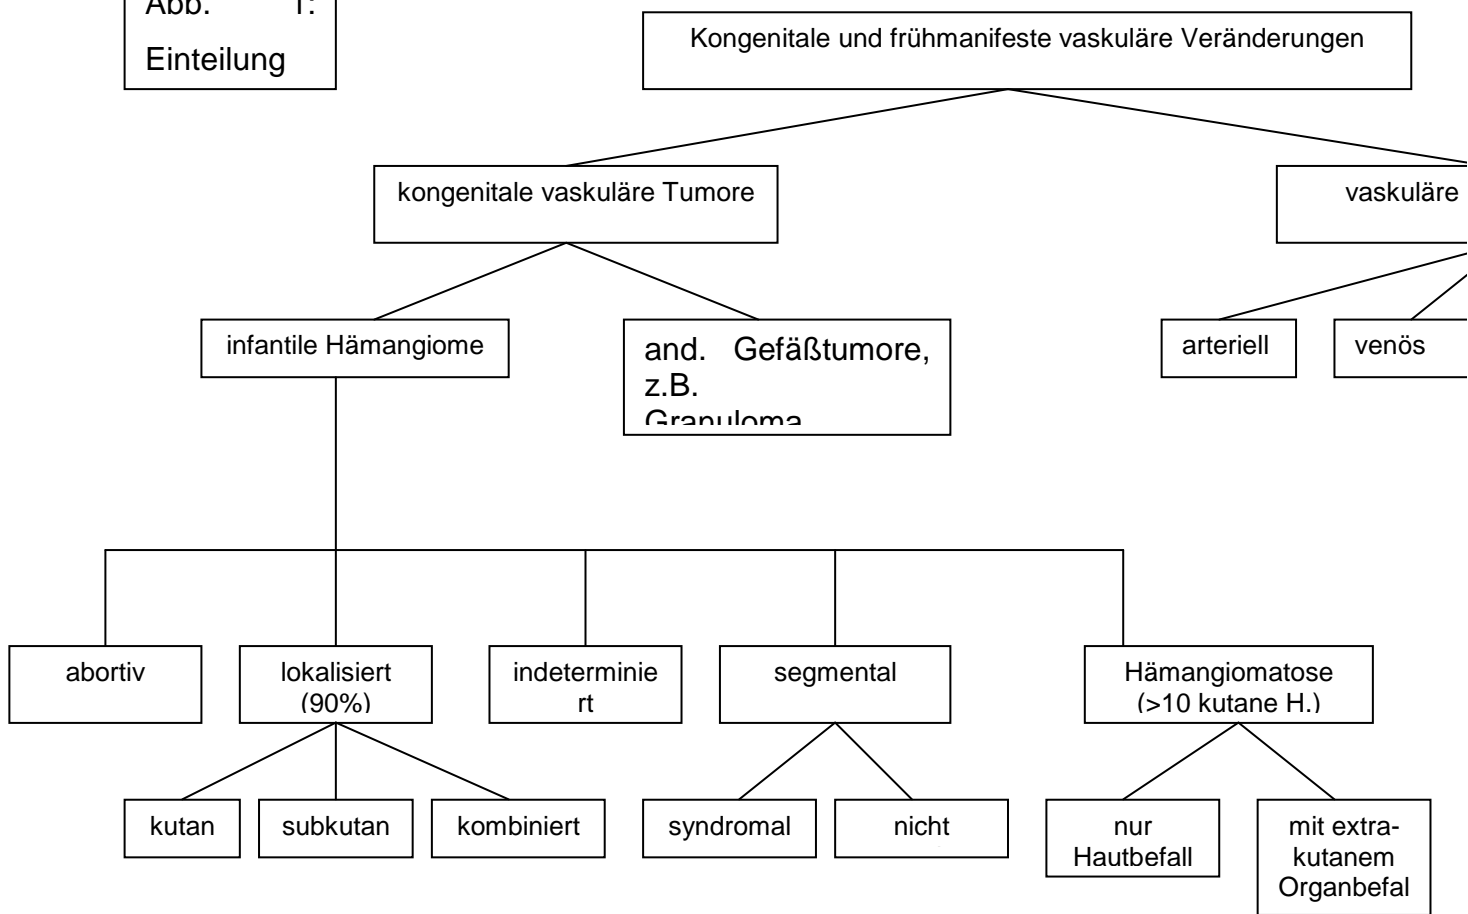 Abb. 1:
Einteilung
Kongenitale und frühmanifeste vaskuläre Veränderungen
kongenitale vaskuläre Tumore
vaskuläre
infantile Hämangiome
and. Gefäßtumore,
z.B.
Granuloma
arteriell
venös
abortiv
lokalisiert
(90%)
indeterminie
rt
segmental
Hämangiomatose
(>10 kutane H.)
kutan
subkutan
kombiniert
syndromal
nicht
nur
Hautbefall
mit extra-
kutanem
Organbefal